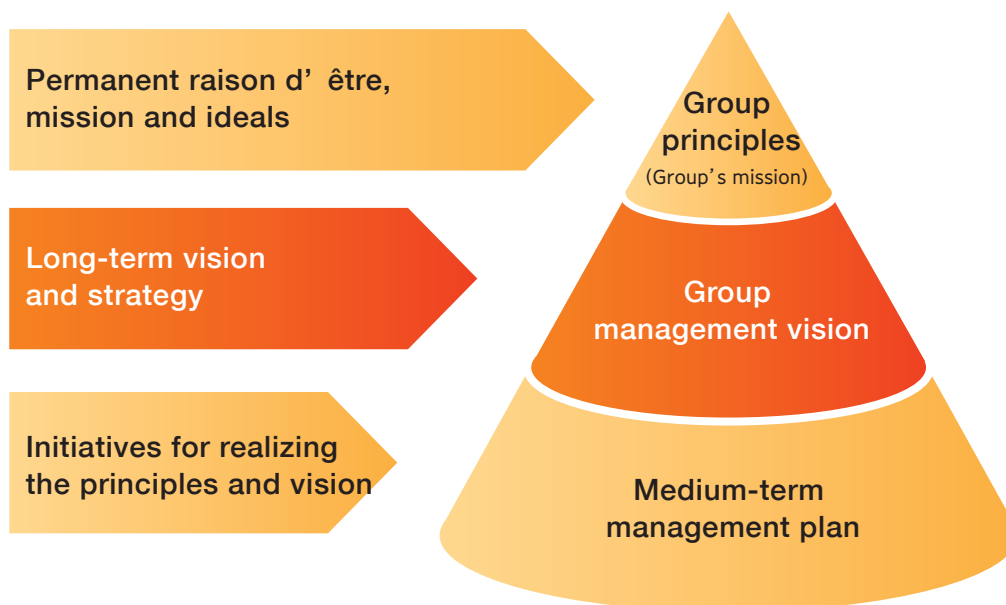 Permanent raison d’ être,
mission and ideals
Group
principles
(Group’s mission)
Long-term vision
and strategy
Group
management vision
Initiatives for realizing
the principles and vision
Medium-term
management plan